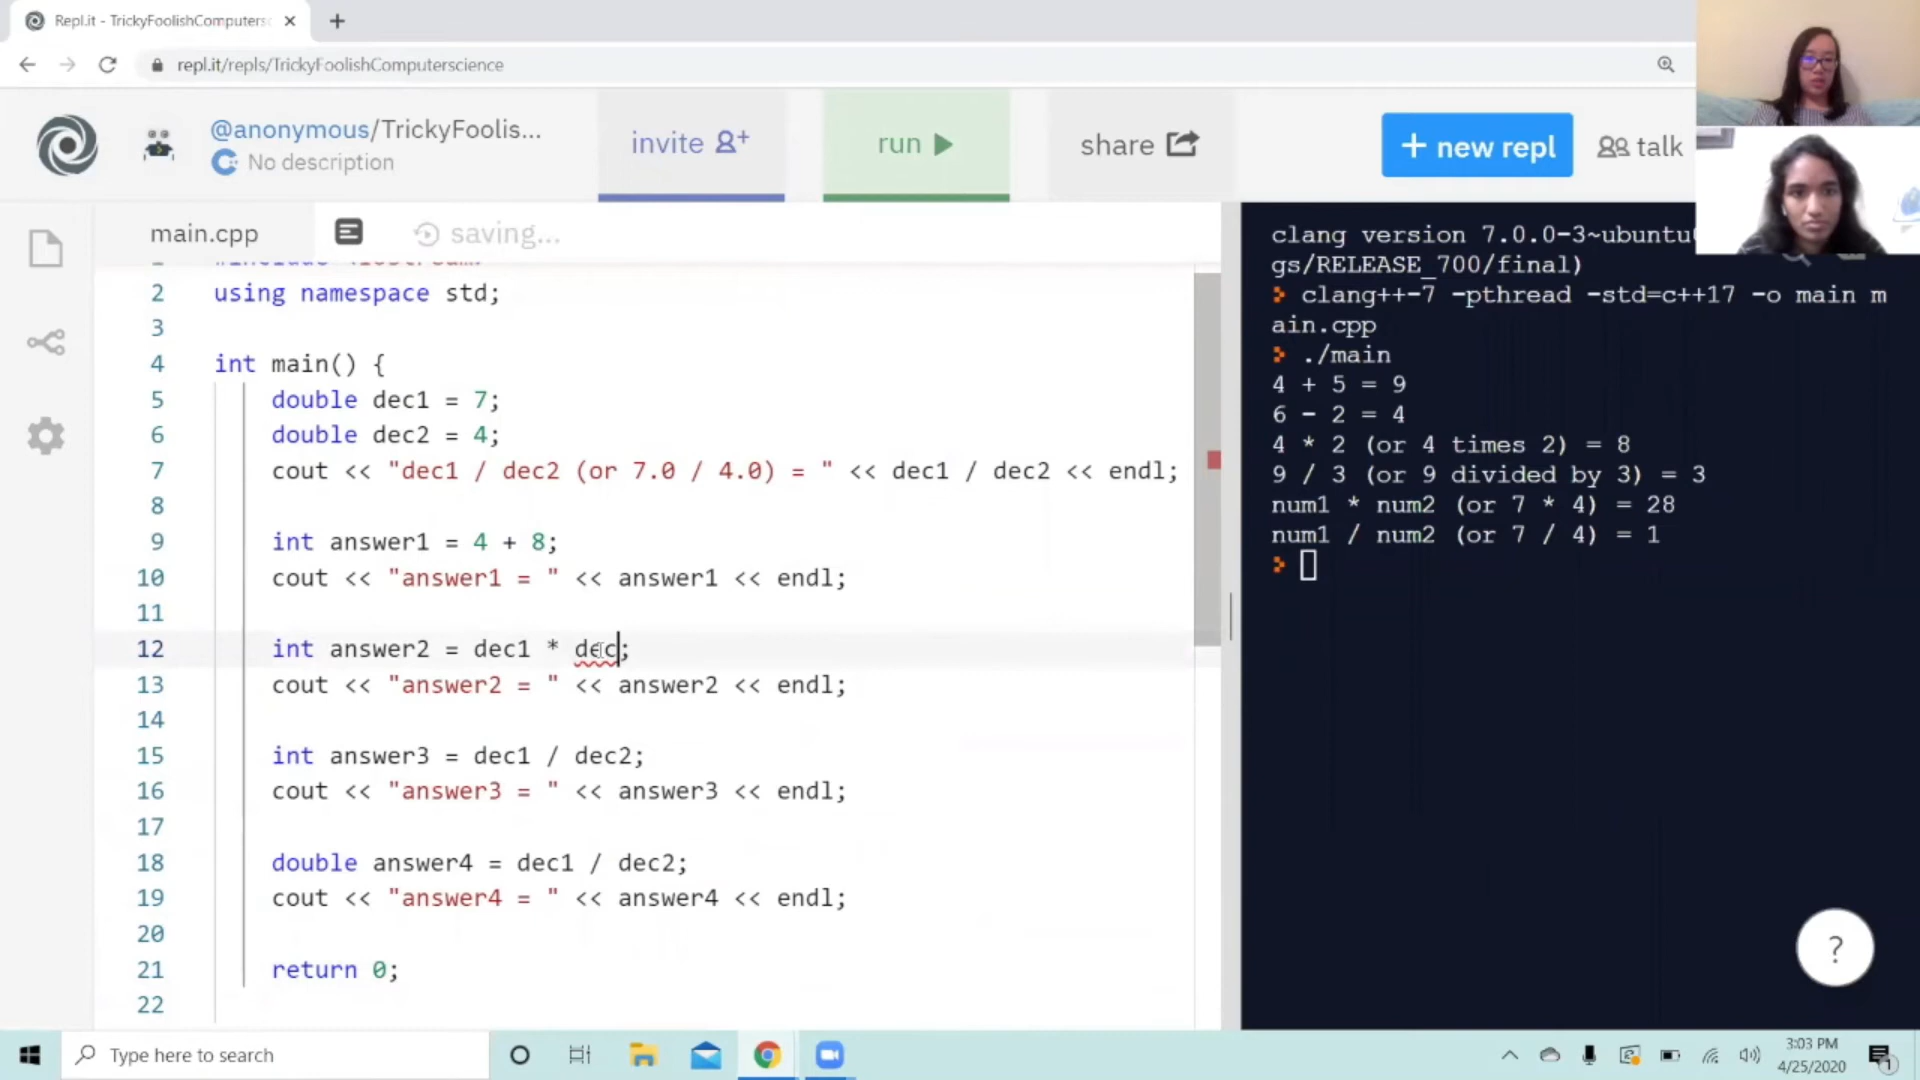 Repl.it - TrickyFoolishComputersc
repl.it/repls/TrickyFoolishComputerscience
@anonymous/TrickyFoolis...
No description
invite
run
share
+ new repl
talk
main.cpp
saving...
1 #include <iostream>
2 using namespace std;
3
4 int main() {
5 double dec1 = 7;
6 double dec2 = 4;
7 cout << "dec1 / dec2 (or 7.0 / 4.0) = " << dec1 / dec2 << endl;
8
9 int answer1 = 4 + 8;
10 cout << "answer1 = " << answer1 << endl;
11
12 int answer2 = dec1 * dec;
13 cout << "answer2 = " << answer2 << endl;
14
15 int answer3 = dec1 / dec2;
16 cout << "answer3 = " << answer3 << endl;
17
18 double answer4 = dec1 / dec2;
19 cout << "answer4 = " << answer4 << endl;
20
21 return 0;
22
clang version 7.0.0-3~ubuntu
gs/RELEASE_700/final)
clang++-7 -pthread -std=c++17 -o main m
ain.cpp
./main
4 + 5 = 9
6 - 2 = 4
4 * 2 (or 4 times 2) = 8
9 / 3 (or 9 divided by 3) = 3
num1 * num2 (or 7 * 4) = 28
num1 / num2 (or 7 / 4) = 1
?
Type here to search
3:03 PM
4/25/2020
1